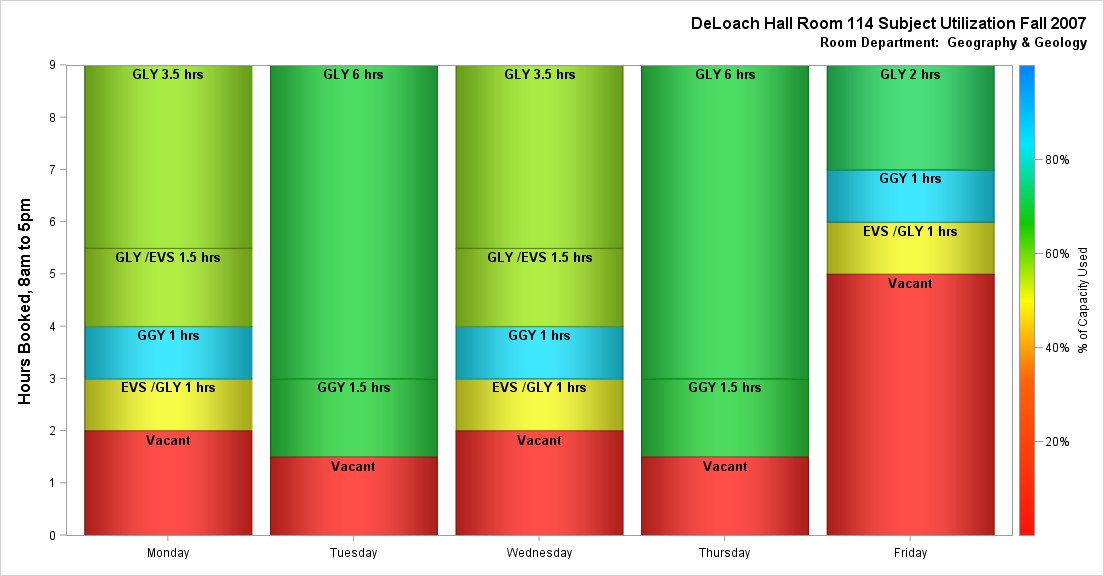 DeLoach Hall Room 114 Subject Utilization Fall 2007
Room Department:  Geography & Geology
Hours Booked, 8am to 5pm
9
8
7
6
5
4
3
2
1
0
GLY 3.5 hrs
GLY /EVS 1.5 hrs
GGY 1 hrs
EVS /GLY 1 hrs
Vacant
Monday
GLY 6 hrs
GGY 1.5 hrs
Vacant
Tuesday
GLY 3.5 hrs
GLY /EVS 1.5 hrs
GGY 1 hrs
EVS /GLY 1 hrs
Vacant
Wednesday
GLY 6 hrs
GGY 1.5 hrs
Vacant
Thursday
GLY 2 hrs
GGY 1 hrs
EVS /GLY 1 hrs
Vacant
Friday
80%
60%
40%
20%
% of Capacity Used